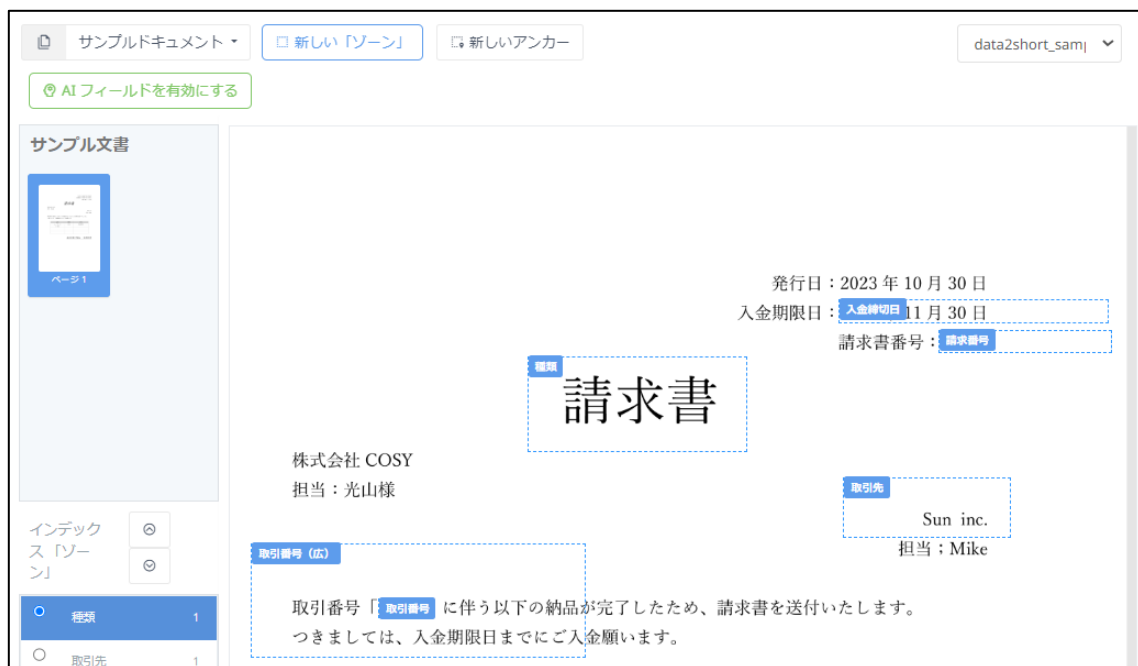 サンプルドキュメント
新しい「ゾーン」
新しいアンカー
data2short_sam
AI フィールドを有効にする
サンプル文書
ページ 1
発行日：2023 年 10 月 30 日
入金期限日：入金締切日 11 月 30 日
請求書番号：請求番号
種類
請求書
株式会社 COSY
担当：光山様
取引先
Sun inc.
担当；Mike
取引番号（広）
取引番号「取引番号 に伴う以下の納品が完了したため、請求書を送付いたします。
つきましては、入金期限日までにご入金願います。
インデック
ス「ゾー
ン」
種類 1
取引先 1